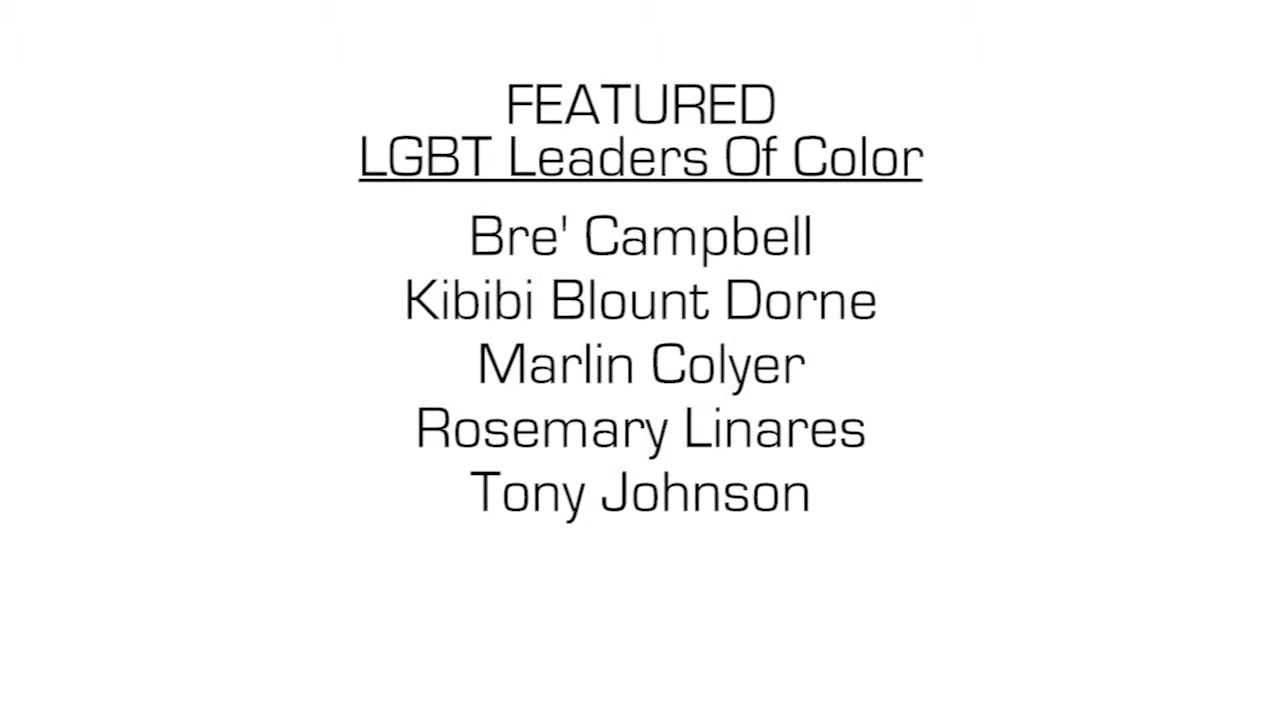 FEATURED
LGBT Leaders Of Color
Bre' Campbell
Kibibi Blount Dorne
Marlin Colyer
Rosemary Linares
Tony Johnson